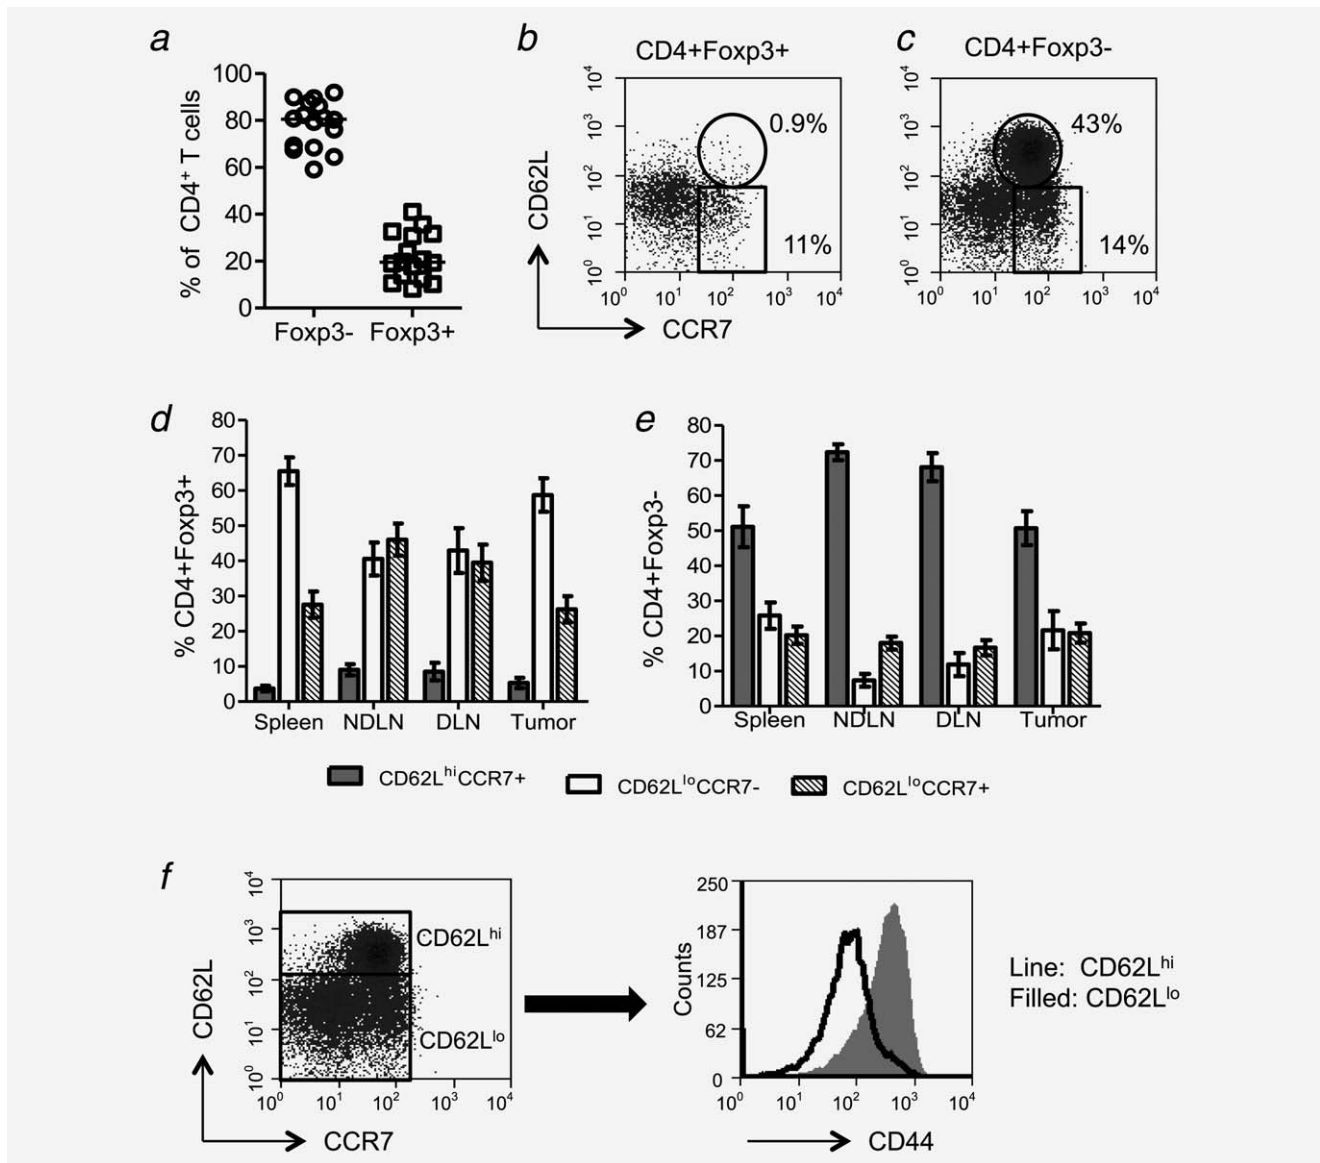 a
100
80
60
40
20
0
% of CD4⁺ T cells
Foxp3- Foxp3+
b
CD4+Foxp3+
10⁴
10³
10²
10¹
10⁰
0.9%
11%
10⁰ 10¹ 10² 10³ 10⁴
CD62L
CCR7
c
CD4+Foxp3-
10⁴
10³
10²
10¹
10⁰
43%
14%
10⁰ 10¹ 10² 10³ 10⁴
d
80
70
60
50
40
30
20
10
0
% CD4+Foxp3+
Spleen NDLN DLN Tumor
e
80
70
60
50
40
30
20
10
0
% CD4+Foxp3-
Spleen NDLN DLN Tumor
CD62LʰⁱCCR7+ CD62LˡᵒCCR7- CD62LˡᵒCCR7+
f
10⁴
10³
10²
10¹
10⁰
CD62Lʰⁱ
CD62Lˡᵒ
10⁰ 10¹ 10² 10³ 10⁴
CD62L
CCR7
250
187
125
62
0
Counts
10⁰ 10¹ 10² 10³ 10⁴
CD44
Line: CD62Lʰⁱ
Filled: CD62Lˡᵒ